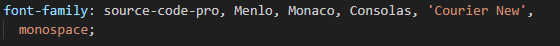 font-family: source-code-pro, Menlo, Monaco, Consolas, 'Courier New',
monospace;